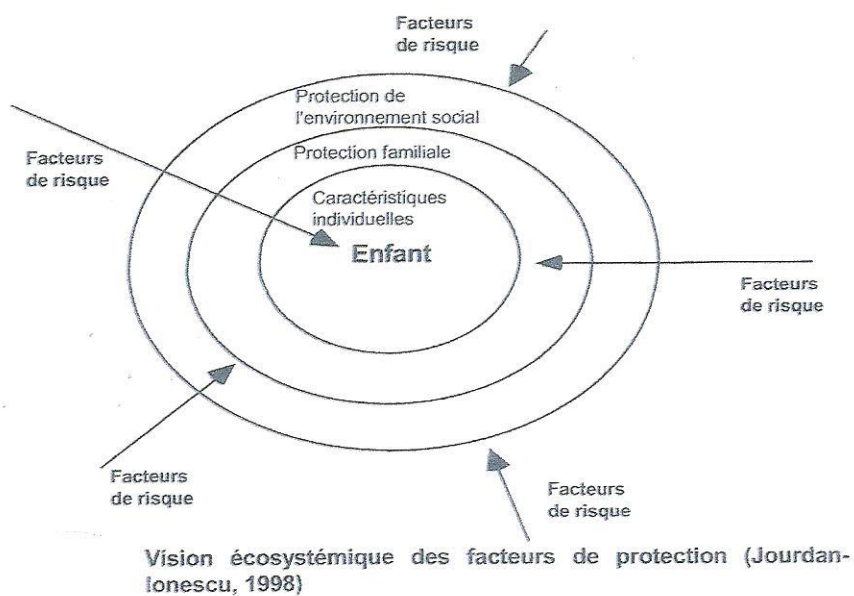 Facteurs
de risque
Protection de
l'environnement social
Protection familiale
Facteurs
de risque
Caractéristiques
individuelles
Enfant
Facteurs
de risque
Facteurs
de risque
Facteurs
de risque
Vision écosystémique des facteurs de protection (Jourdan-
Ionescu, 1998)